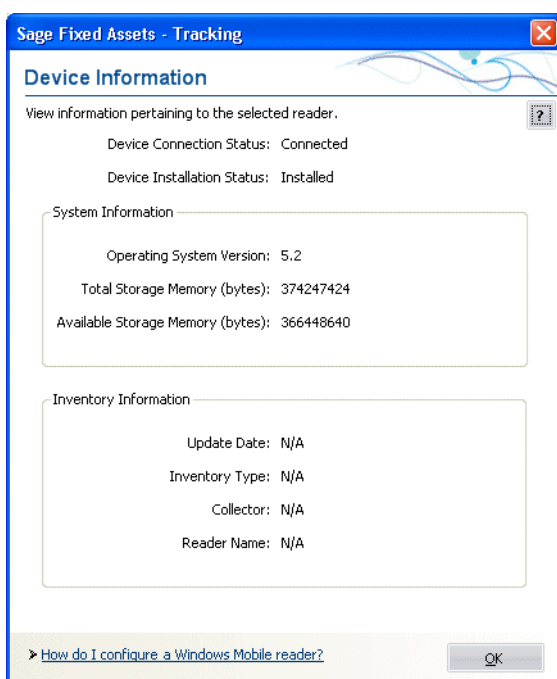 Sage Fixed Assets - Tracking
Device Information
View information pertaining to the selected reader.
?
Device Connection Status: Connected
Device Installation Status: Installed
System Information
Operating System Version: 5.2
Total Storage Memory (bytes): 374247424
Available Storage Memory (bytes): 366448640
Inventory Information
Update Date: N/A
Inventory Type: N/A
Collector: N/A
Reader Name: N/A
How do I configure a Windows Mobile reader?
OK